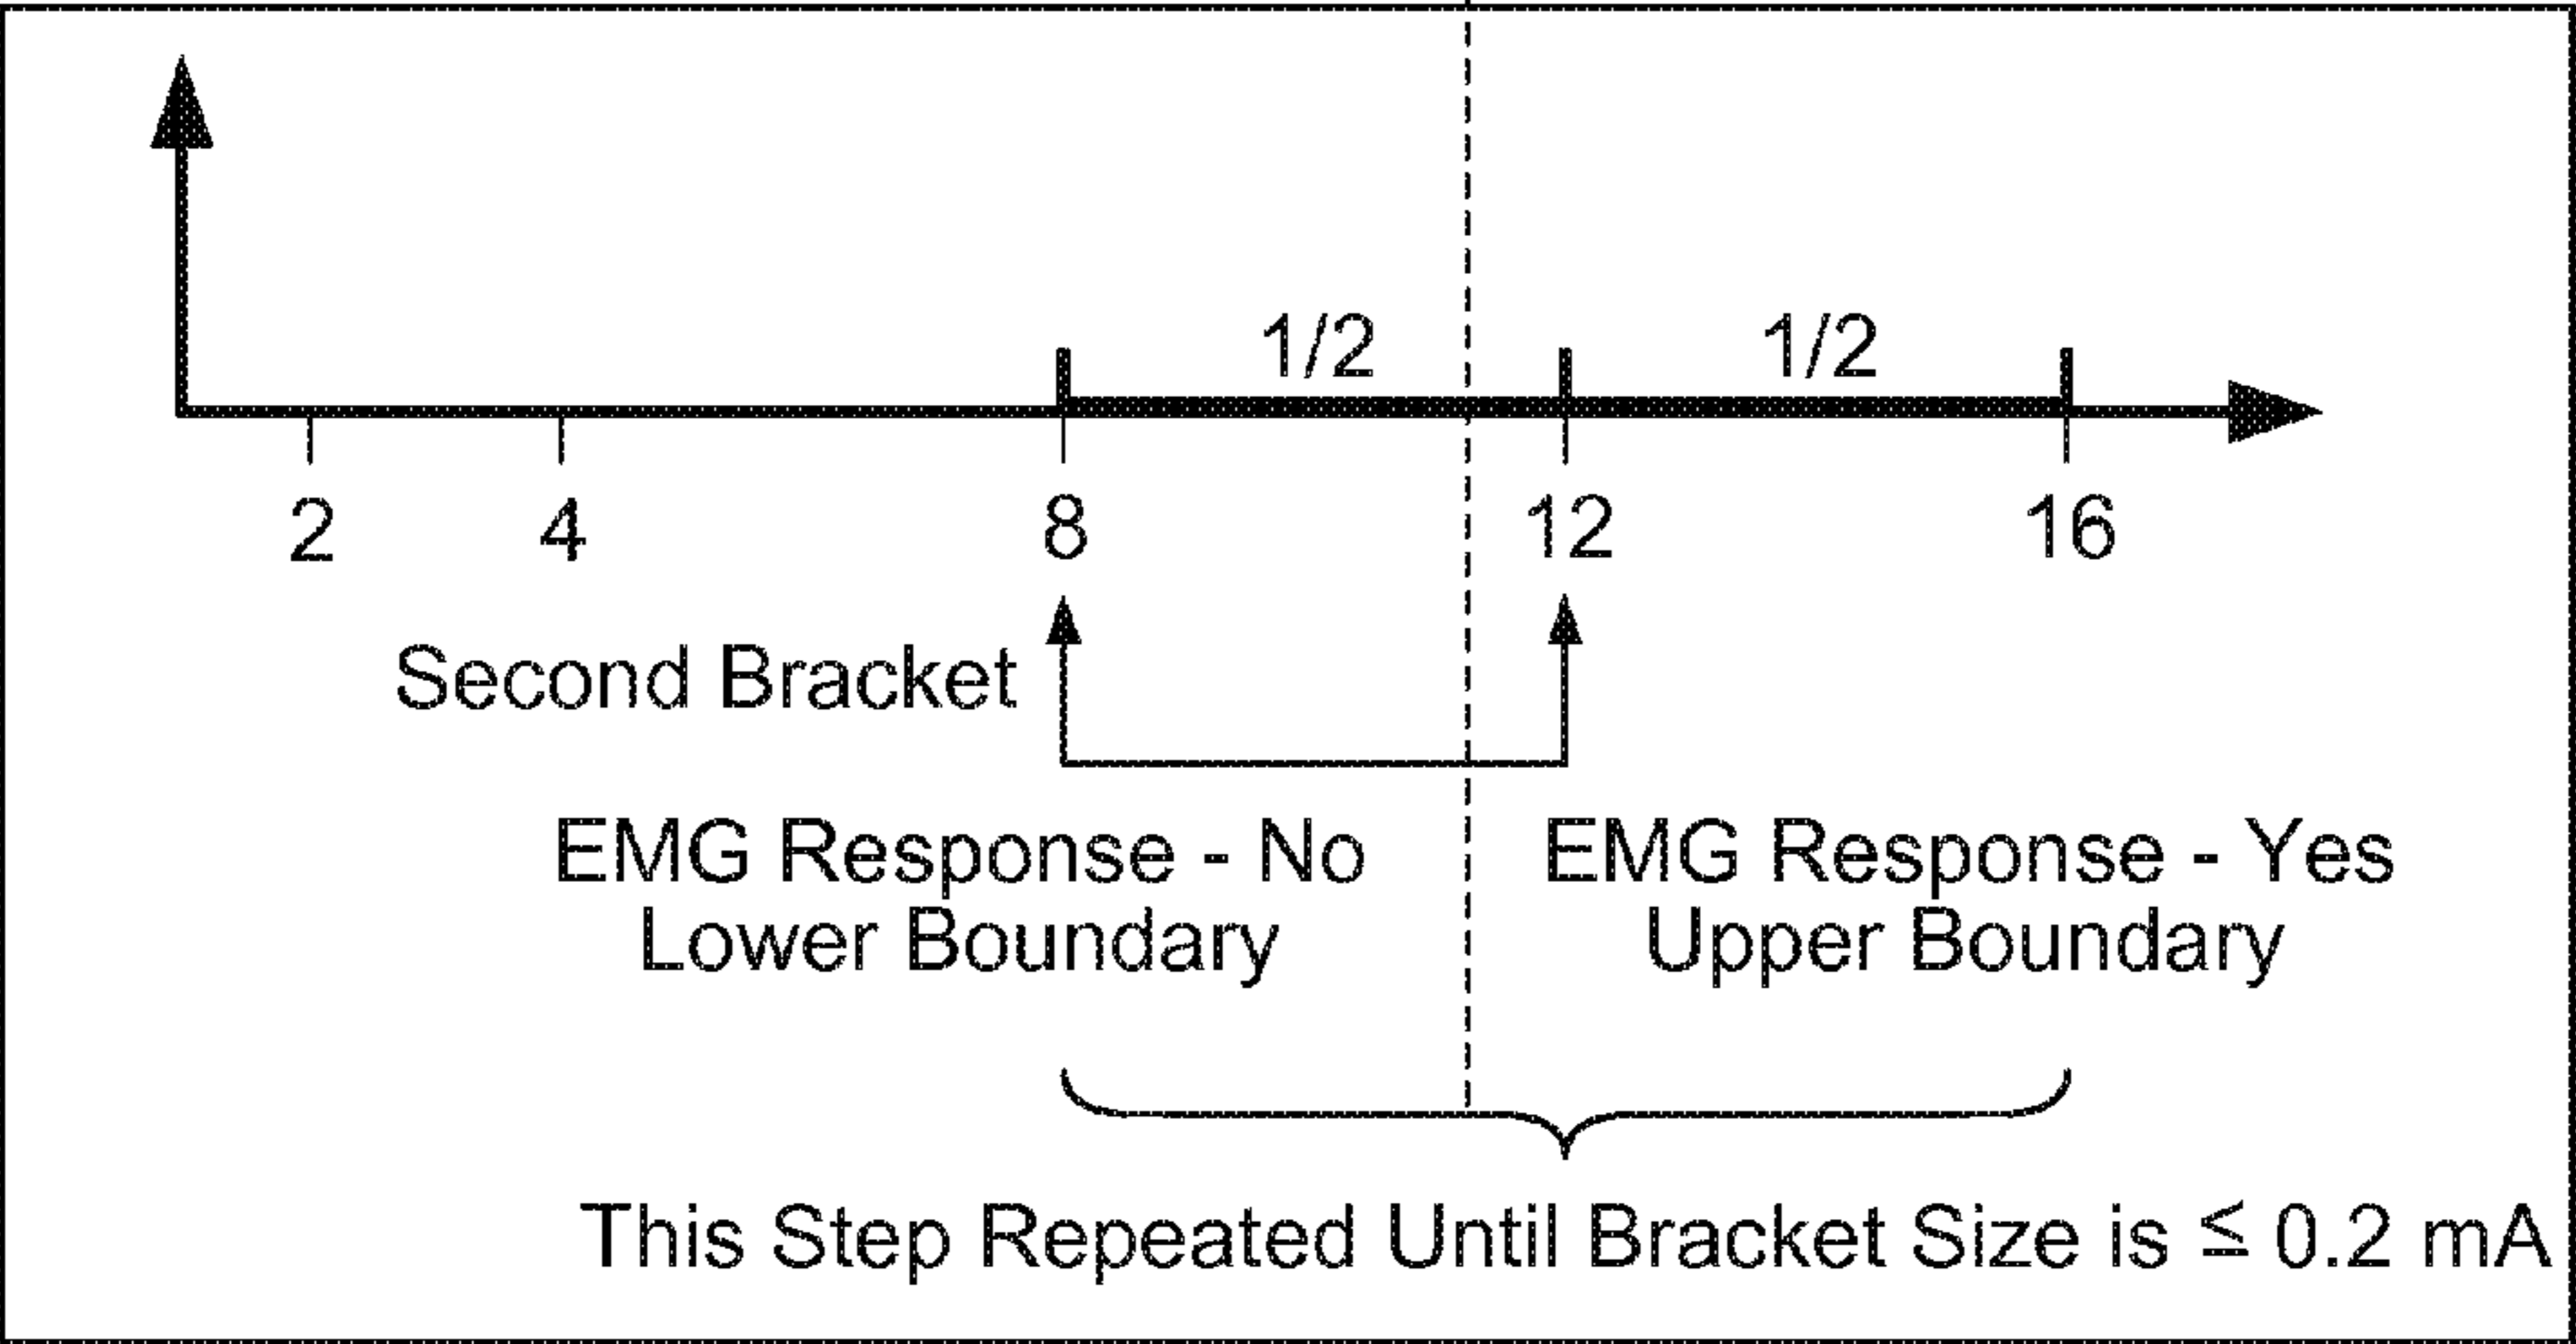 1/2 1/2
2 4 8 12 16
Second Bracket
EMG Response - No
Lower Boundary
EMG Response - Yes
Upper Boundary
This Step Repeated Until Bracket Size is ≤ 0.2 mA